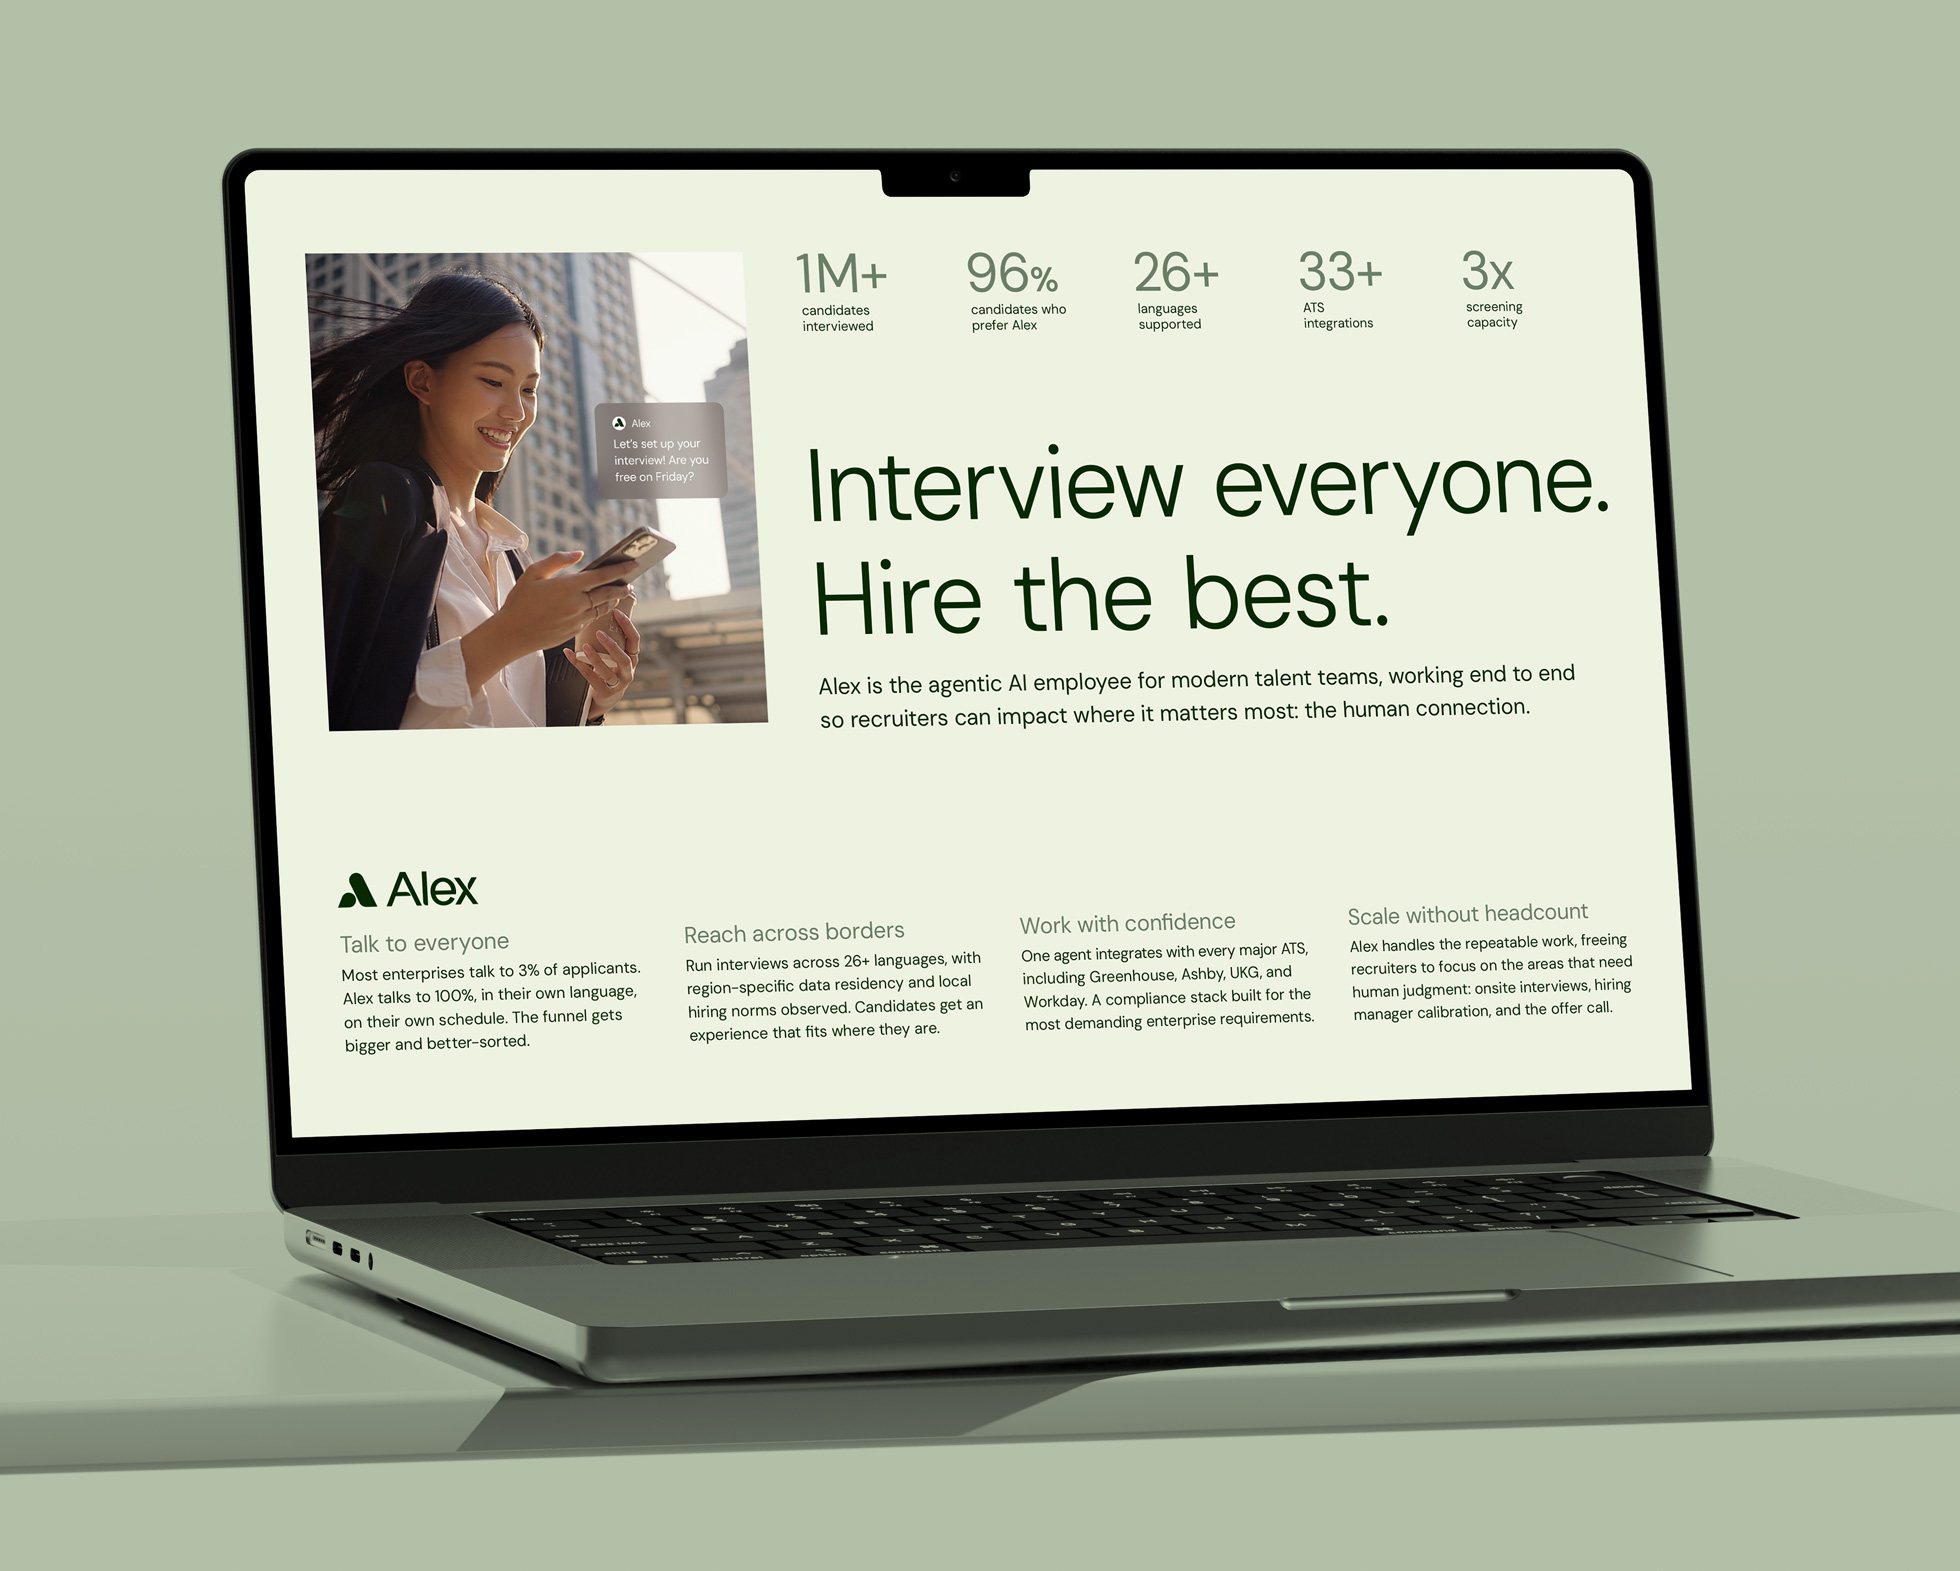 1M+
candidates
interviewed
96%
candidates who
prefer Alex
26+
languages
supported
33+
ATS
integrations
3x
screening
capacity
Alex
Let's set up your
interview! Are you
free on Friday?
Interview everyone.
Hire the best.
Alex is the agentic AI employee for modern talent teams, working end to end
so recruiters can impact where it matters most: the human connection.
Alex
Talk to everyone
Most enterprises talk to 3% of applicants.
Alex talks to 100%, in their own language,
on their own schedule. The funnel gets
bigger and better-sorted.
Reach across borders
Run interviews across 26+ languages, with
region-specific data residency and local
hiring norms observed. Candidates get an
experience that fits where they are.
Work with confidence
One agent integrates with every major ATS,
including Greenhouse, Ashby, UKG, and
Workday. A compliance stack built for the
most demanding enterprise requirements.
Scale without headcount
Alex handles the repeatable work, freeing
recruiters to focus on the areas that need
human judgment: onsite interviews, hiring
manager calibration, and the offer call.